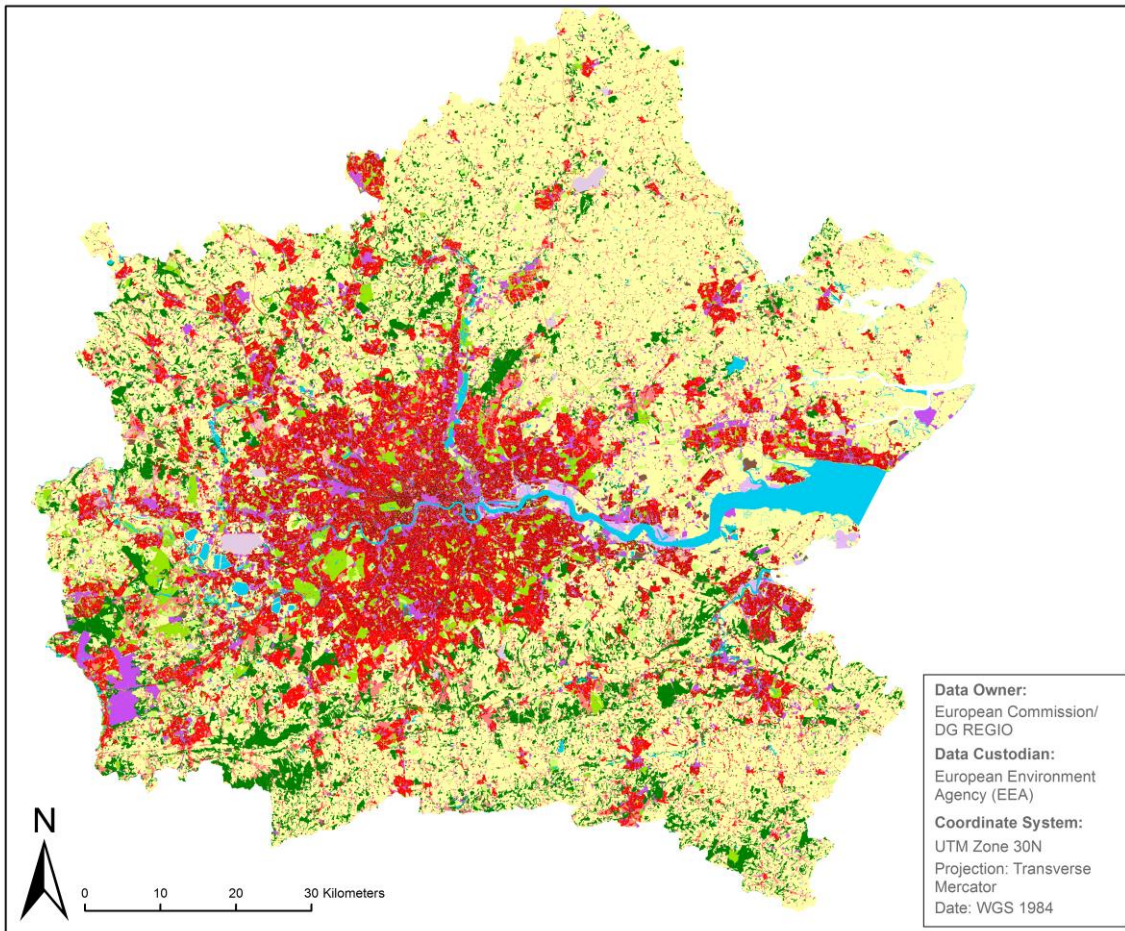 Data Owner:
European Commission/
DG REGIO
Data Custodian:
European Environment
Agency (EEA)
Coordinate System:
UTM Zone 30N
Projection: Transverse
Mercator
Date: WGS 1984
N
0 10 20 30 Kilometers